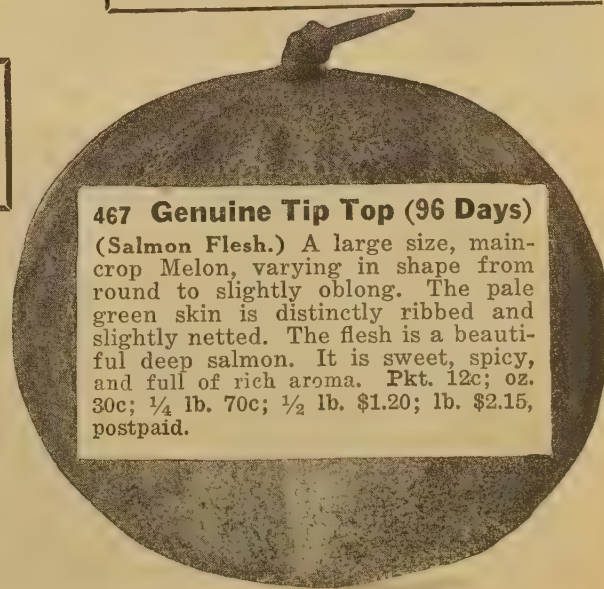 467 Genuine Tip Top (96 Days)
(Salmon Flesh.) A large size, main-
crop Melon, varying in shape from
round to slightly oblong. The pale
green skin is distinctly ribbed and
slightly netted. The flesh is a beauti-
ful deep salmon. It is sweet, spicy,
and full of rich aroma. Pkt. 12c; oz.
30c; ¼ lb. 70c; ½ lb. $1.20; lb. $2.15,
postpaid.